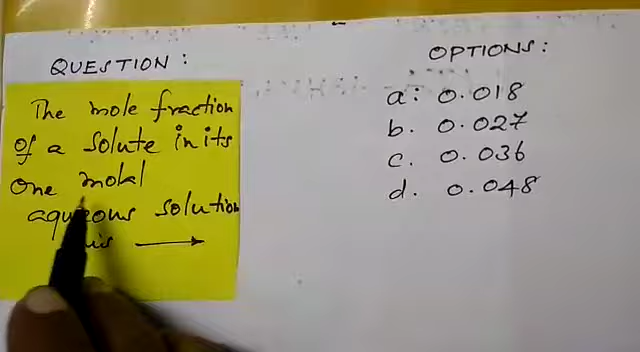 QUESTION:
The mole fraction
of a solute in its
One molal
aqueous solution
is
OPTIONS:
a: 0.018
b. 0.027
c. 0.036
d. 0.048